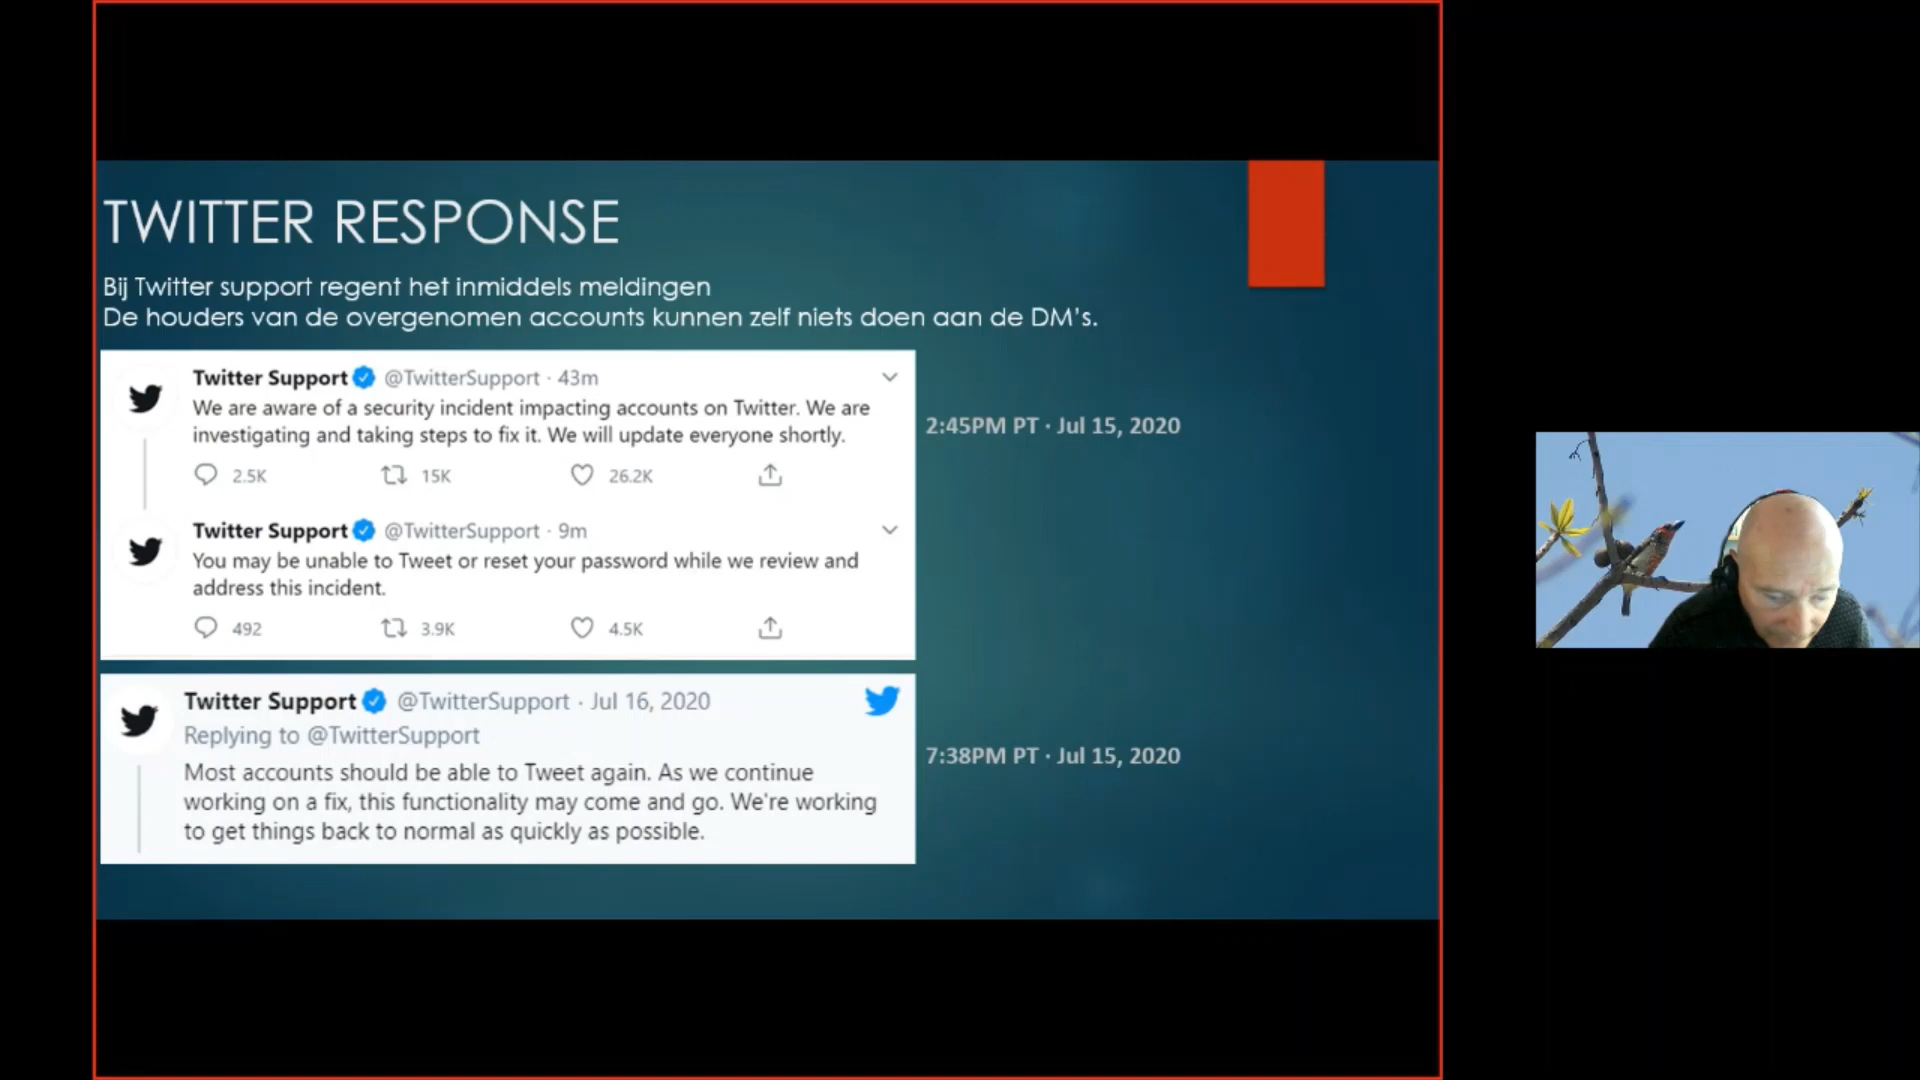 TWITTER RESPONSE
Bij Twitter support regent het inmiddels meldingen
De houders van de overgenomen accounts kunnen zelf niets doen aan de DM's.
Twitter Support @TwitterSupport · 43m
We are aware of a security incident impacting accounts on Twitter. We are
investigating and taking steps to fix it. We will update everyone shortly.
2.5K 15K 26.2K
2:45PM PT · Jul 15, 2020
Twitter Support @TwitterSupport · 9m
You may be unable to Tweet or reset your password while we review and
address this incident.
492 3.9K 4.5K
Twitter Support @TwitterSupport · Jul 16, 2020
Replying to @TwitterSupport
Most accounts should be able to Tweet again. As we continue
working on a fix, this functionality may come and go. We're working
to get things back to normal as quickly as possible.
7:38PM PT · Jul 15, 2020